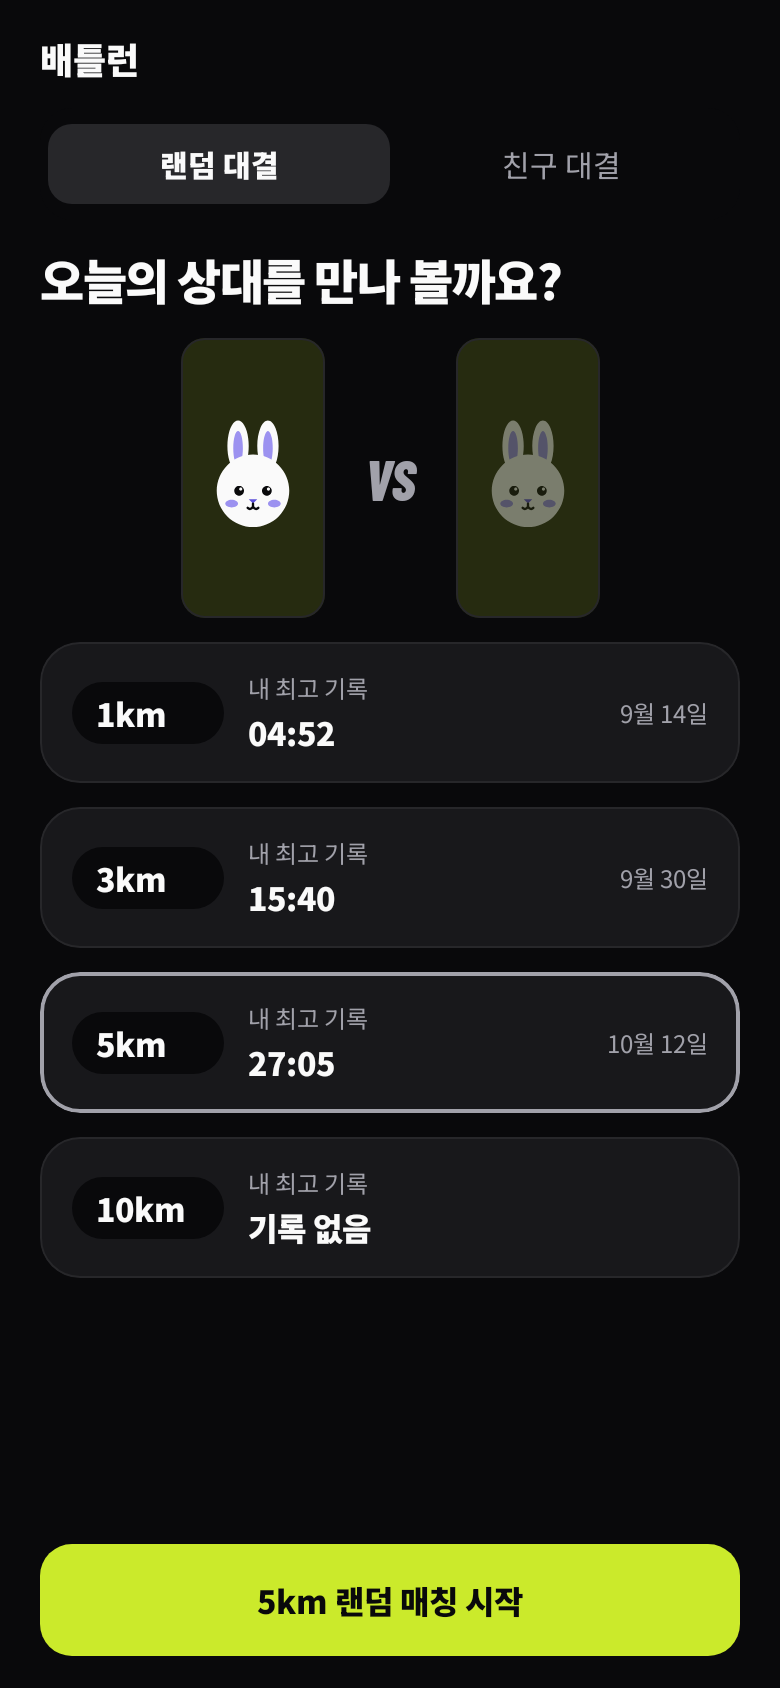 배틀런
랜덤 대결
친구 대결
오늘의 상대를 만나 볼까요?
VS
1km
내 최고 기록
04:52
9월 14일
3km
내 최고 기록
15:40
9월 30일
5km
내 최고 기록
27:05
10월 12일
10km
내 최고 기록
기록 없음
5km 랜덤 매칭 시작